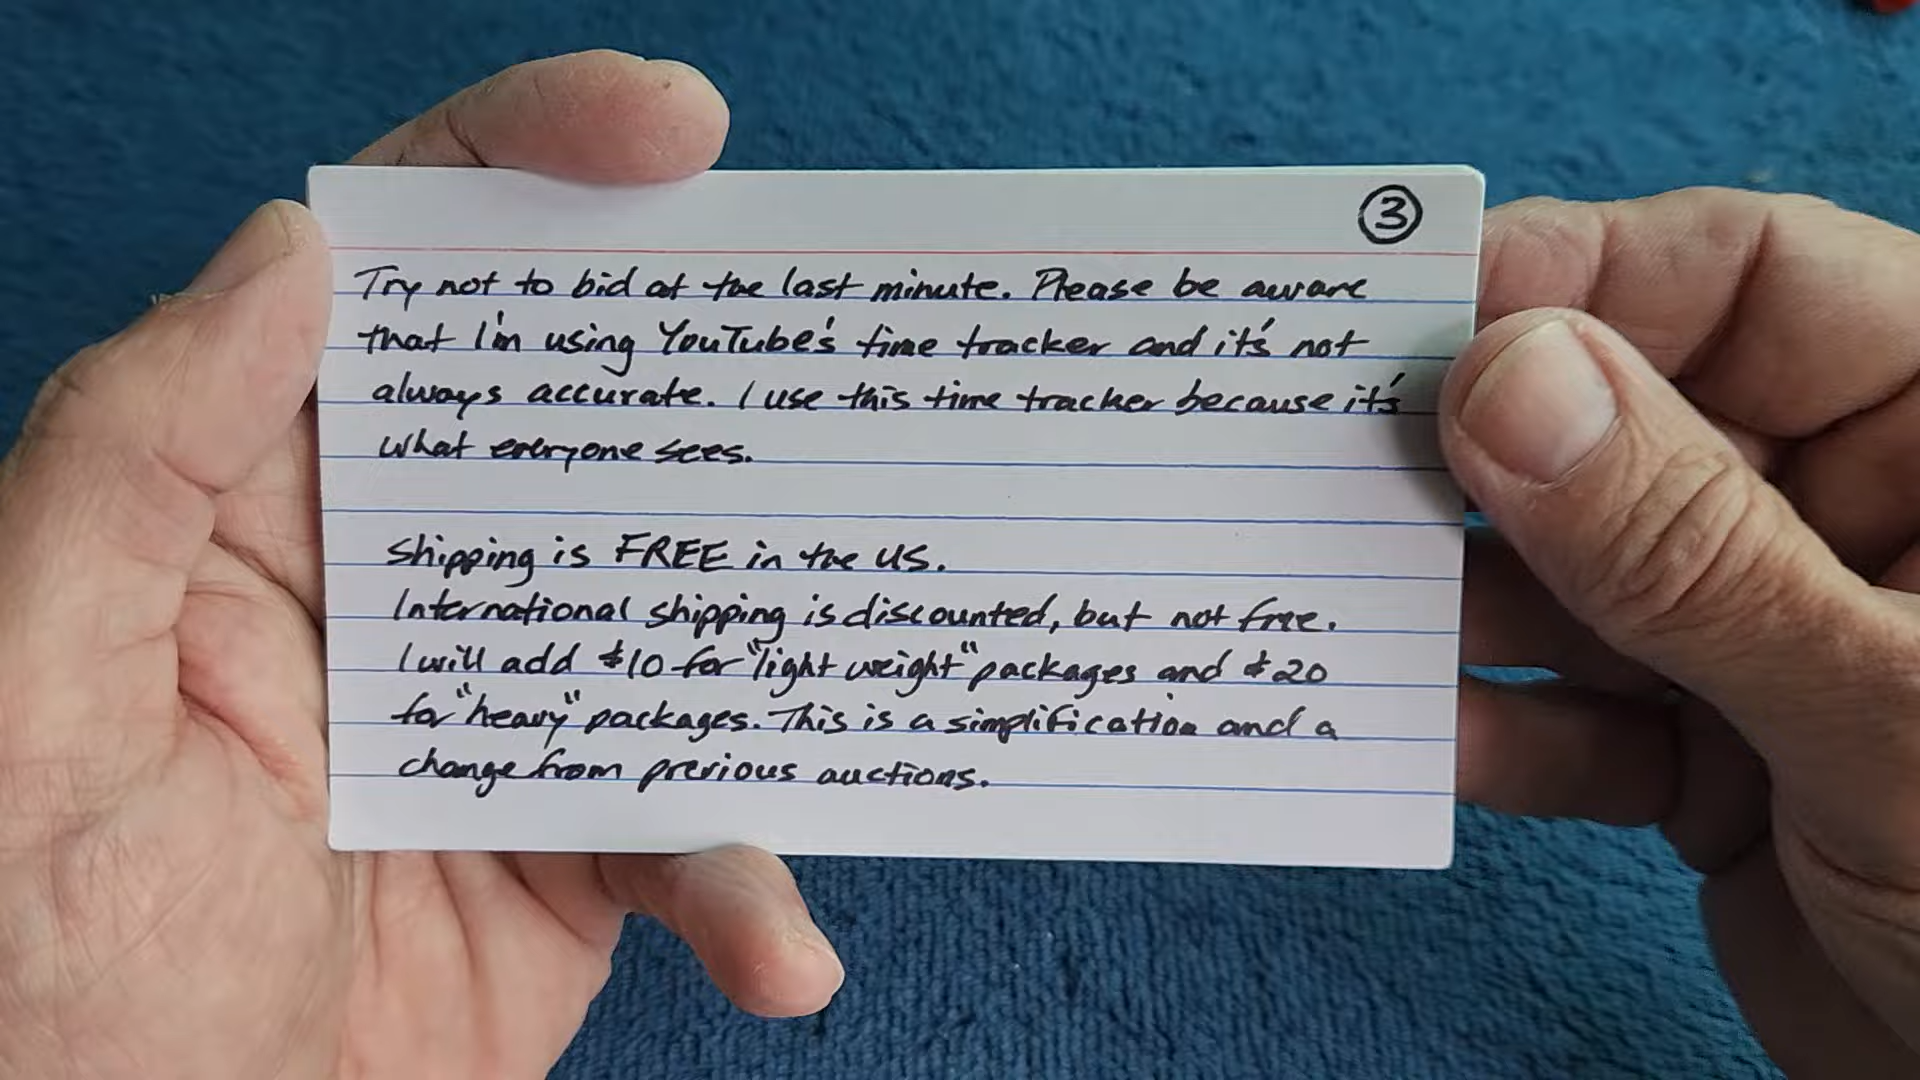 3
Try not to bid at the last minute. Please be aware
that I'm using YouTube's time tracker and it's not
always accurate. I use this time tracker because it's
what everyone sees.
Shipping is FREE in the US.
International shipping is discounted, but not free.
I will add $10 for "light weight" packages and $20
for "heavy" packages. This is a simplification and a
change from previous auctions.